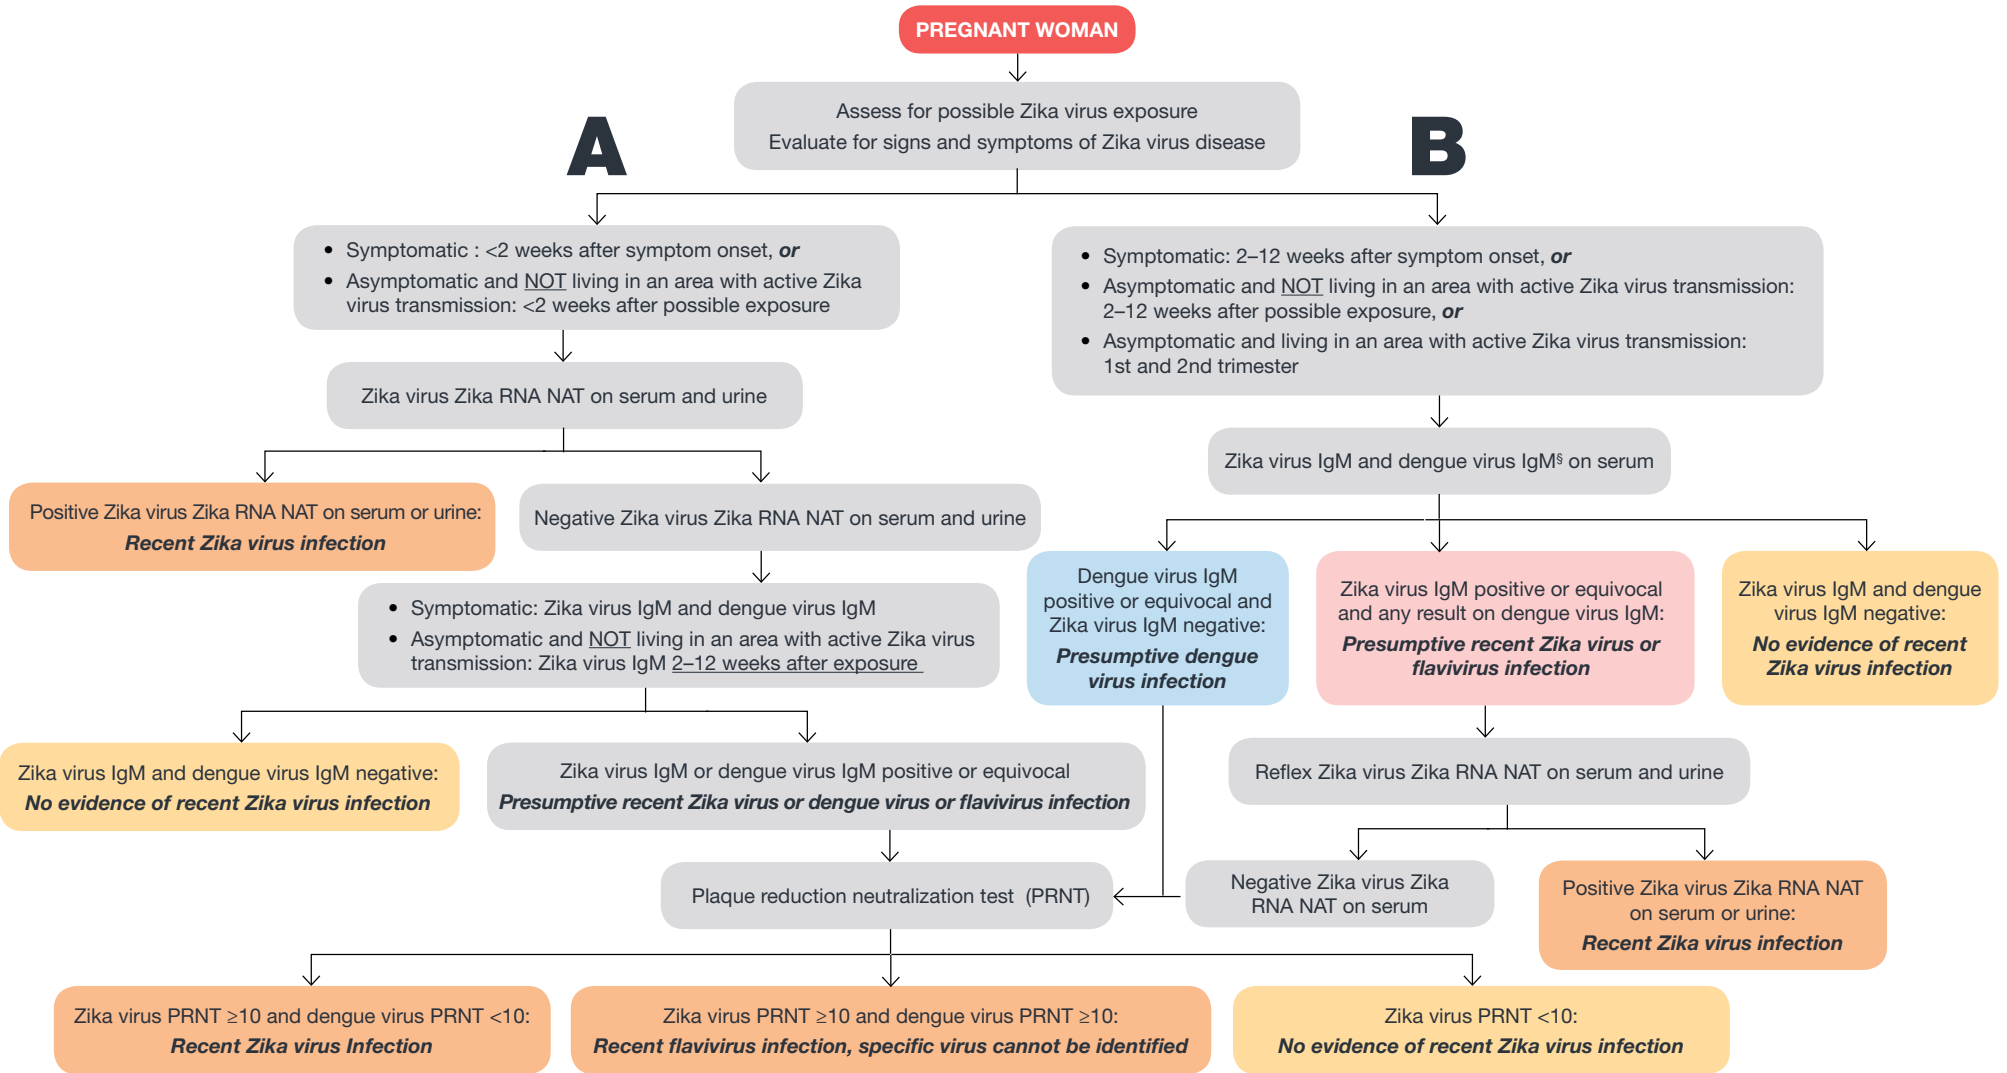 PREGNANT WOMAN
Assess for possible Zika virus exposure
Evaluate for signs and symptoms of Zika virus disease
A
B
• Symptomatic : <2 weeks after symptom onset, or
• Asymptomatic and NOT living in an area with active Zika
virus transmission: <2 weeks after possible exposure
• Symptomatic: 2–12 weeks after symptom onset, or
• Asymptomatic and NOT living in an area with active Zika virus transmission:
2–12 weeks after possible exposure, or
• Asymptomatic and living in an area with active Zika virus transmission:
1st and 2nd trimester
Zika virus Zika RNA NAT on serum and urine
Zika virus IgM and dengue virus IgM§ on serum
Positive Zika virus Zika RNA NAT on serum or urine:
Recent Zika virus infection
Negative Zika virus Zika RNA NAT on serum and urine
• Symptomatic: Zika virus IgM and dengue virus IgM
• Asymptomatic and NOT living in an area with active Zika virus
transmission: Zika virus IgM 2–12 weeks after exposure
Dengue virus IgM
positive or equivocal and
Zika virus IgM negative:
Presumptive dengue
virus infection
Zika virus IgM positive or equivocal
and any result on dengue virus IgM:
Presumptive recent Zika virus or
flavivirus infection
Zika virus IgM and dengue
virus IgM negative:
No evidence of recent
Zika virus infection
Zika virus IgM and dengue virus IgM negative:
No evidence of recent Zika virus infection
Zika virus IgM or dengue virus IgM positive or equivocal
Presumptive recent Zika virus or dengue virus or flavivirus infection
Reflex Zika virus Zika RNA NAT on serum and urine
Plaque reduction neutralization test (PRNT)
Negative Zika virus Zika
RNA NAT on serum
Positive Zika virus Zika RNA NAT
on serum or urine:
Recent Zika virus infection
Zika virus PRNT ≥10 and dengue virus PRNT <10:
Recent Zika virus Infection
Zika virus PRNT ≥10 and dengue virus PRNT ≥10:
Recent flavivirus infection, specific virus cannot be identified
Zika virus PRNT <10:
No evidence of recent Zika virus infection